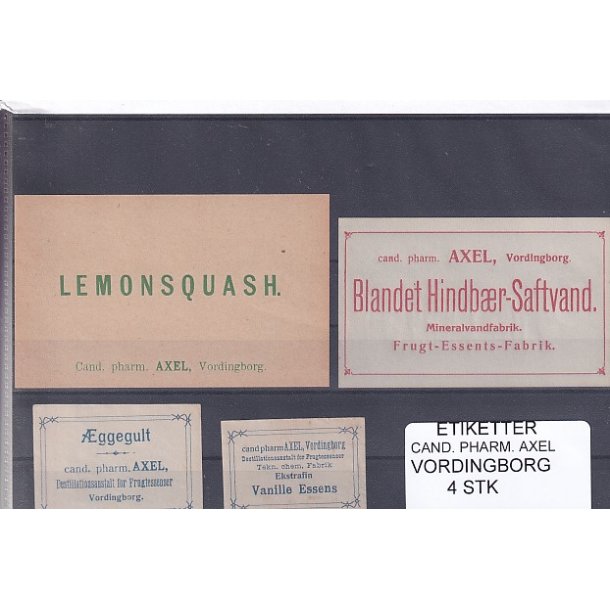 LEMONSQUASH.
Cand. pharm. AXEL, Vordingborg.
cand. pharm. AXEL, Vordingborg.
Blandet Hindbær-Saftvand.
Mineralvandfabrik.
Frugt-Essents-Fabrik.
Æggegult
cand. pharm. AXEL,
Destillationsanstalt for Frugtessenser
Vordingborg.
cand pharm AXEL, Vordingborg
Destillationsanstalt for Frugtessenser
Tekn. chem. Fabrik
Ekstrafin
Vanille Essens
ETIKETTER
CAND. PHARM. AXEL
VORDINGBORG
4 STK